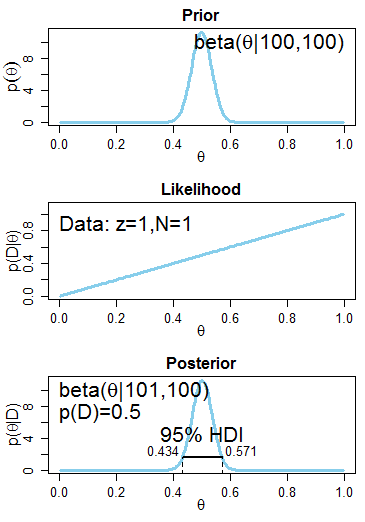 Prior
beta(θ|100,100)
p(θ)
0 4 8
0.0 0.2 0.4 0.6 0.8 1.0
θ
Likelihood
Data: z=1,N=1
p(D|θ)
0.0 0.4 0.8
0.0 0.2 0.4 0.6 0.8 1.0
θ
Posterior
beta(θ|101,100)
p(D)=0.5
95% HDI
0.434 0.571
p(θ|D)
0 4 8
0.0 0.2 0.4 0.6 0.8 1.0
θ